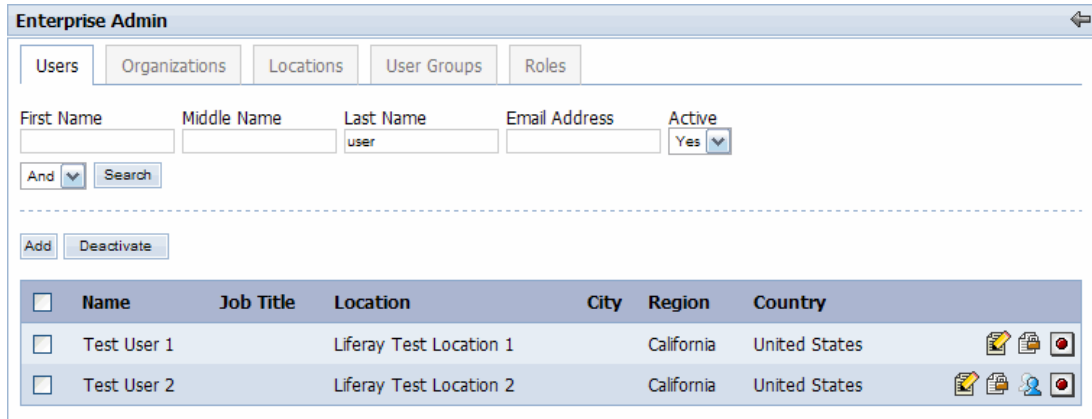 Enterprise Admin
Users Organizations Locations User Groups Roles
First Name Middle Name Last Name Email Address Active
user Yes
And Search
Add Deactivate
Name Job Title Location City Region Country
Test User 1 Liferay Test Location 1 California United States
Test User 2 Liferay Test Location 2 California United States